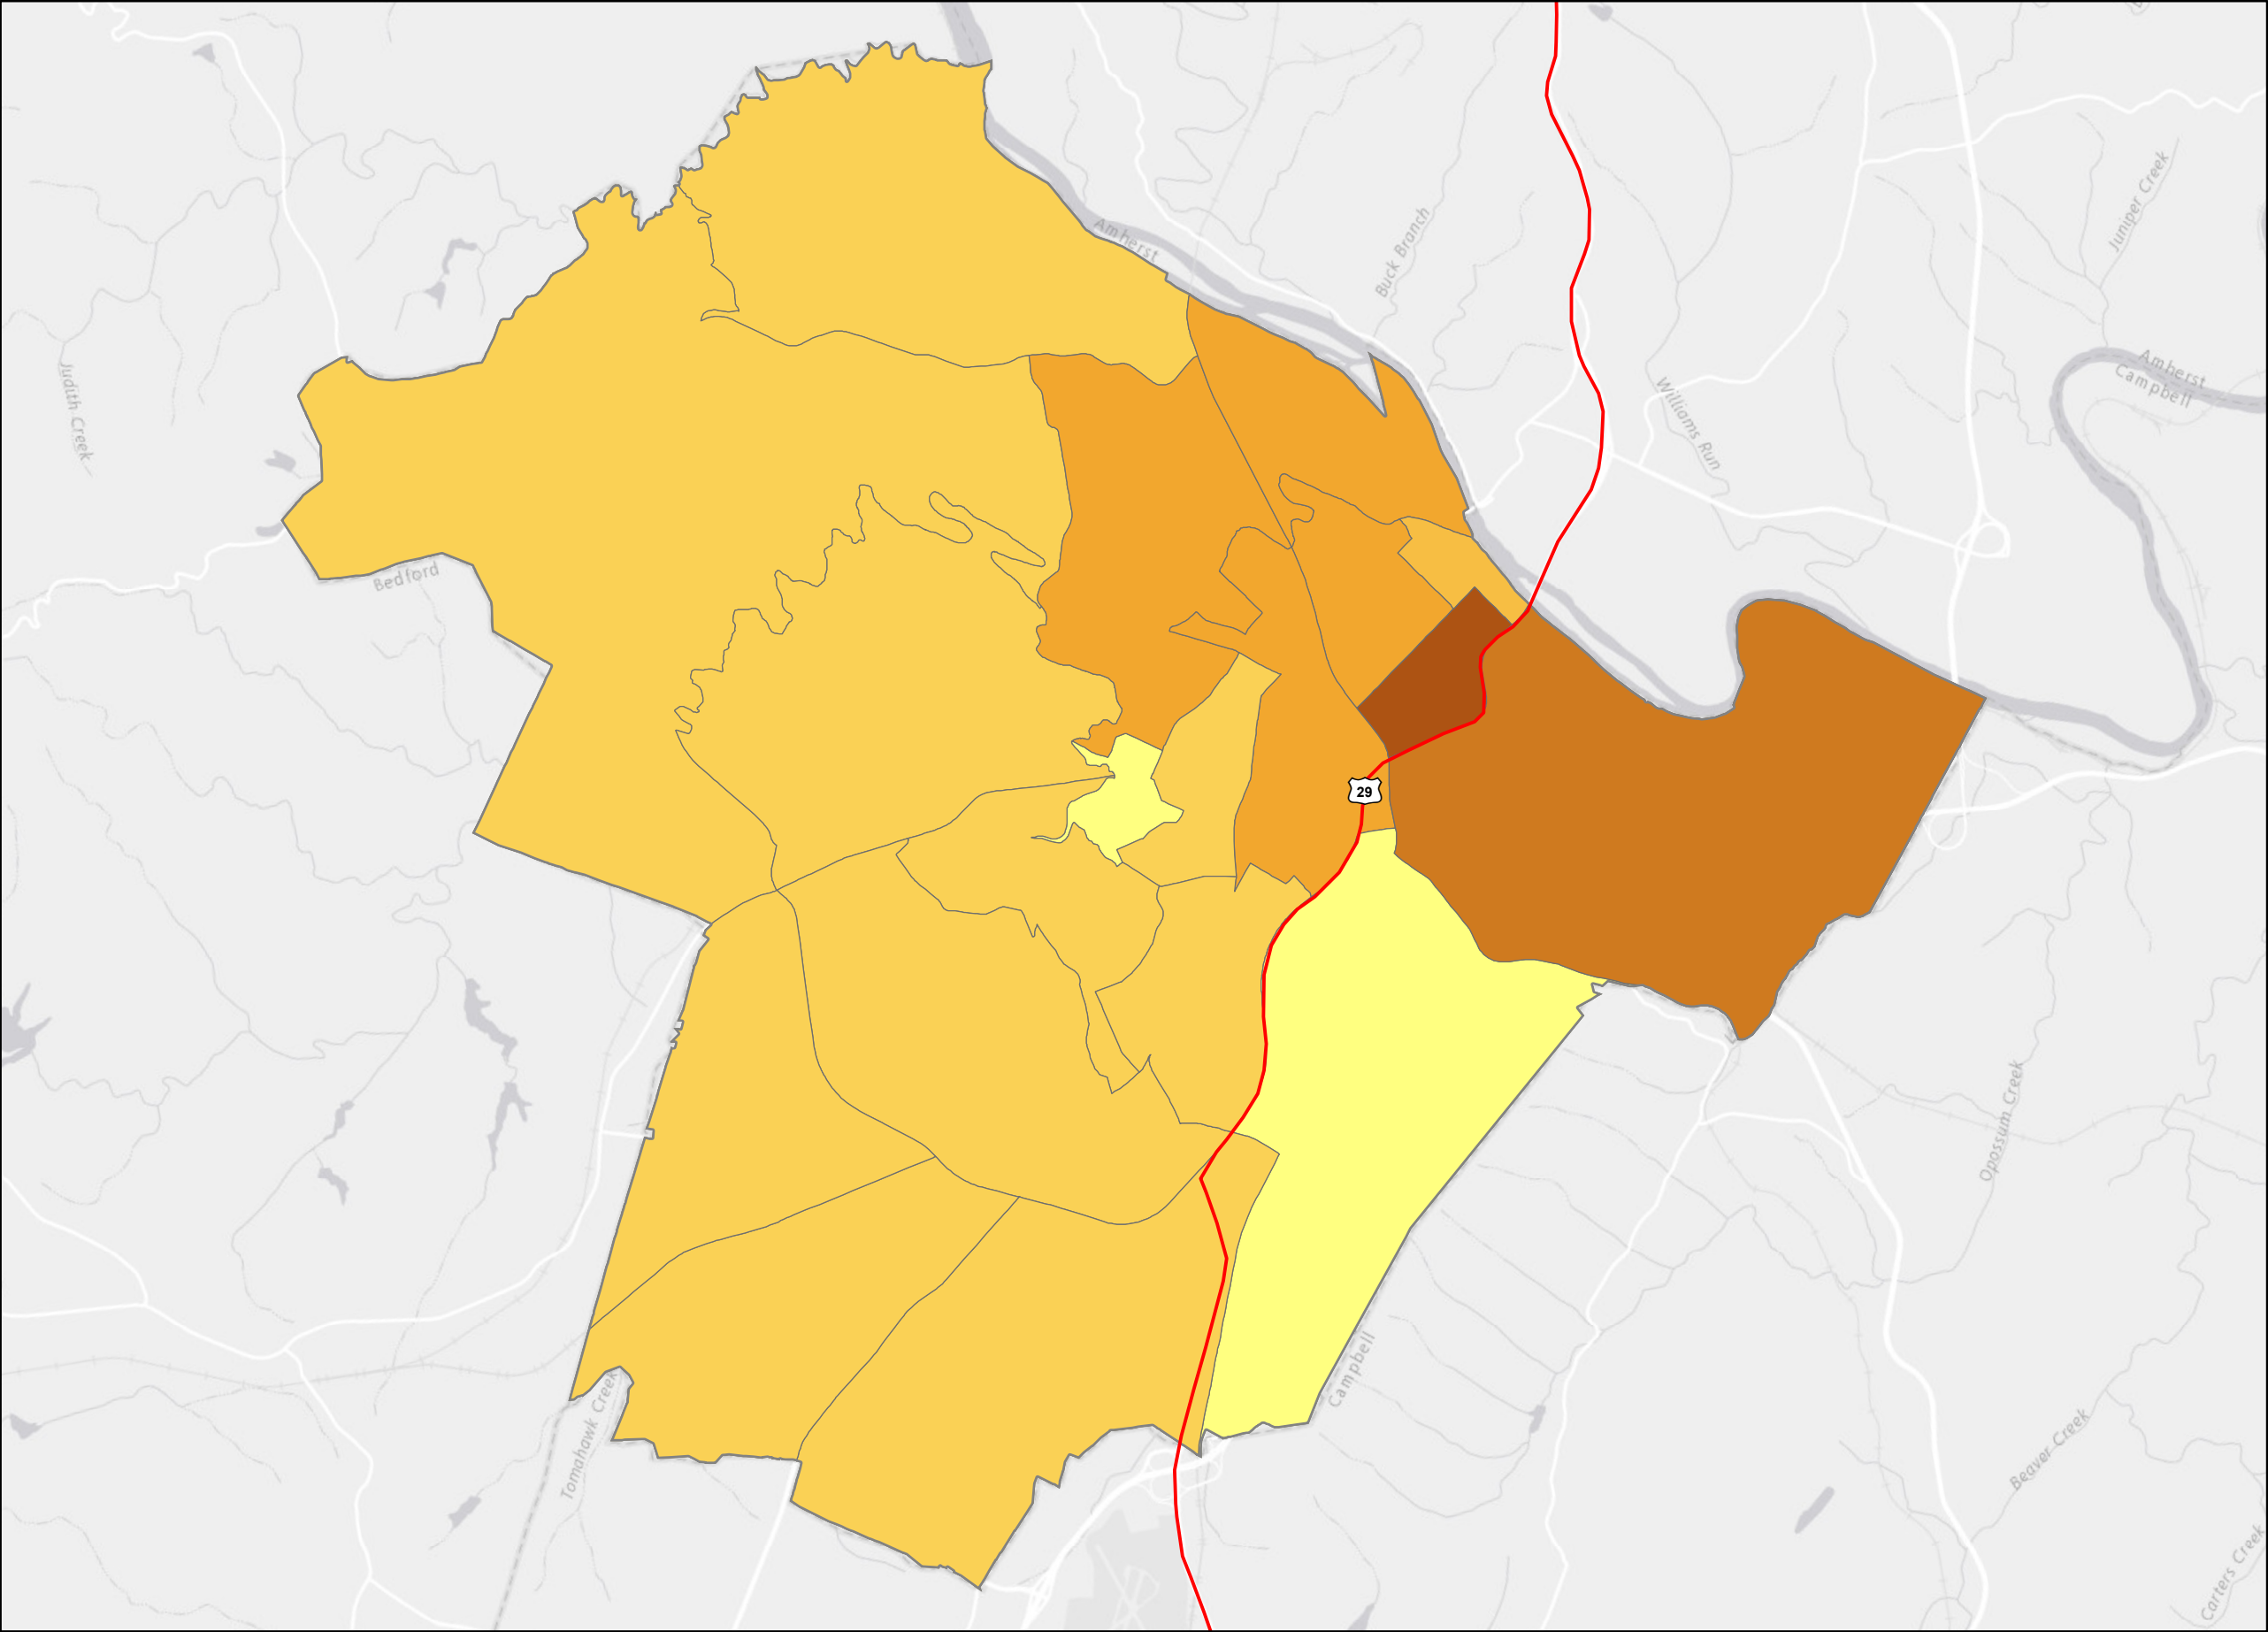 Amherst
Buck Branch
Juniper Creek
Judith Creek
Williams Run
Amherst
Campbell
Bedford
29
Opossum Creek
Campbell
Tomahawk Creek
Beaver Creek
Carters Creek